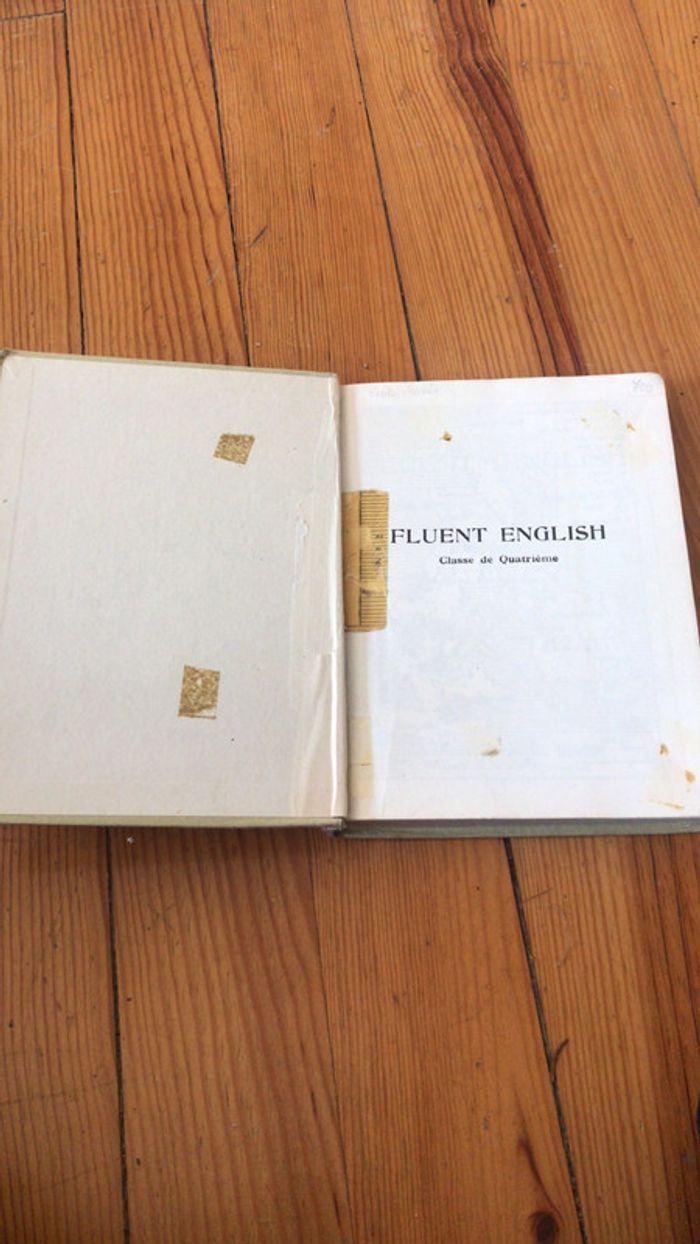 FLUENT ENGLISH
Classe de Quatrième